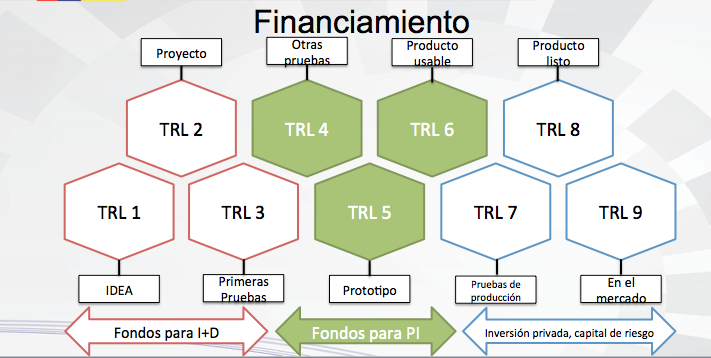 Financiamiento
Proyecto
Otras
pruebas
Producto
usable
Producto
listo
TRL 2
TRL 4
TRL 6
TRL 8
TRL 1
TRL 3
TRL 5
TRL 7
TRL 9
IDEA
Primeras
Pruebas
Prototipo
Pruebas de
producción
En el
mercado
Fondos para I+D
Fondos para PI
Inversión privada, capital de riesgo